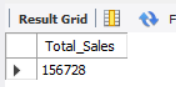 Result Grid
Total_Sales
156728